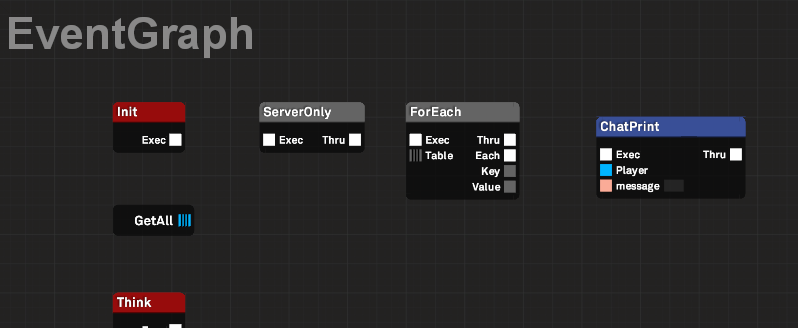 EventGraph
Init
Exec
ServerOnly
Exec Thru
ForEach
Exec Thru
Table Each
Key
Value
ChatPrint
Exec Thru
Player
message
GetAll
Think